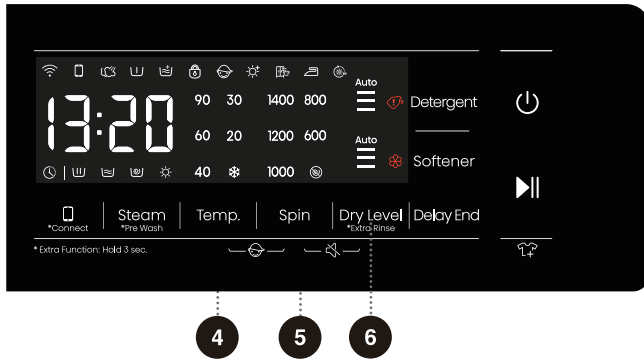 Auto
90 30 1400 800
Detergent
13:20
60 20 1200 600
Auto
Softener
40 1000
*Connect
Steam
*Pre Wash
Temp.
Spin
Dry Level
*Extra Rinse
Delay End
* Extra Function: Hold 3 sec.
4 5 6